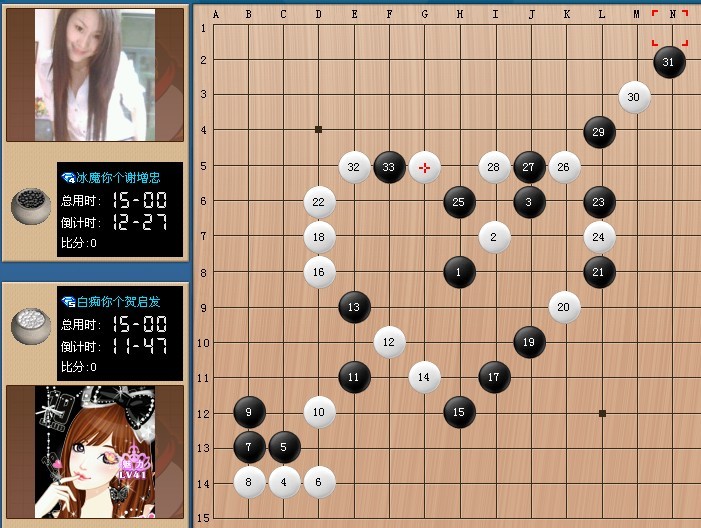 冰魔你个谢增忠
总用时: 15-00
倒计时: 12-27
比分:0
白痴你个贺启发
总用时: 15-00
倒计时: 11-47
比分:0
魅力
LV41
A B C D E F G H I J K L M N
1
2 31
3 30
4 29
5 32 33 28 27 26
6 22 25 3 23
7 18 2 24
8 16 1 21
9 13 20
10 12 19
11 11 14 17
12 9 10 15
13 7 5
14 8 4 6
15